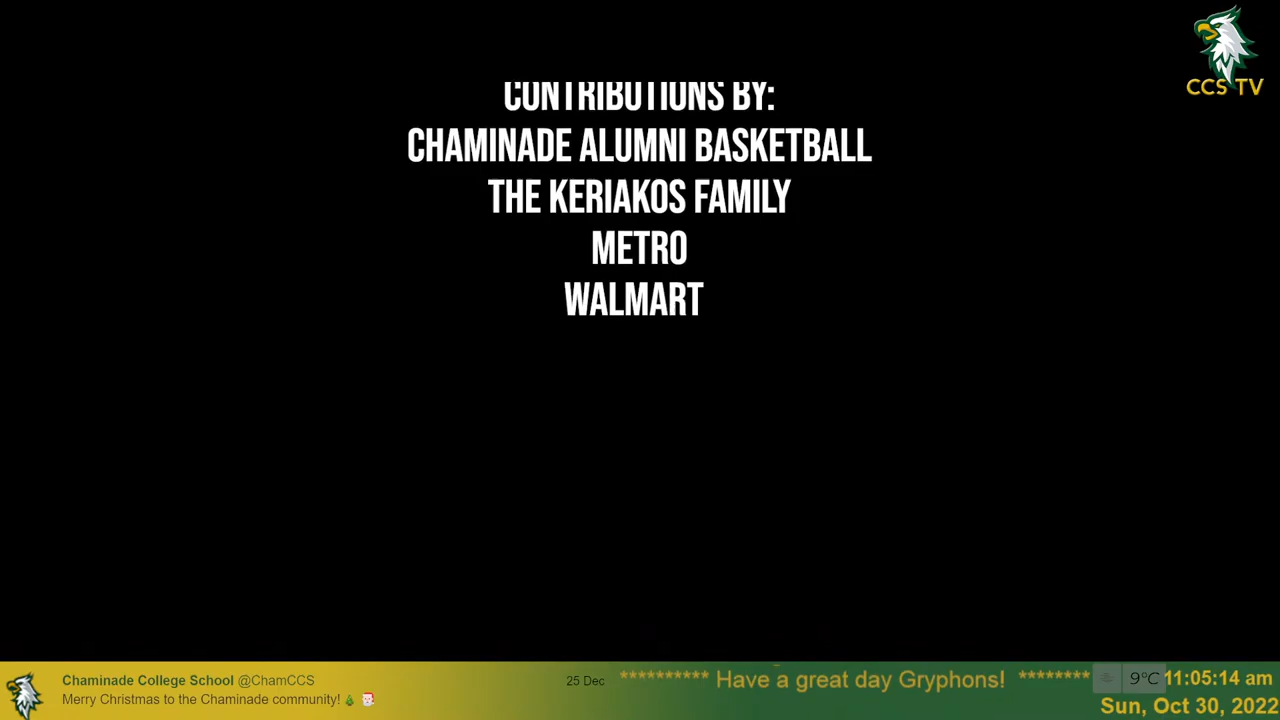 CCS TV
CONTRIBUTIONS BY:
CHAMINADE ALUMNI BASKETBALL
THE KERIAKOS FAMILY
METRO
WALMART
Chaminade College School @ChamCCS
25 Dec
Merry Christmas to the Chaminade community!🎄🎅
********** Have a great day Gryphons! ********
9°C
11:05:14 am
Sun, Oct 30, 2022